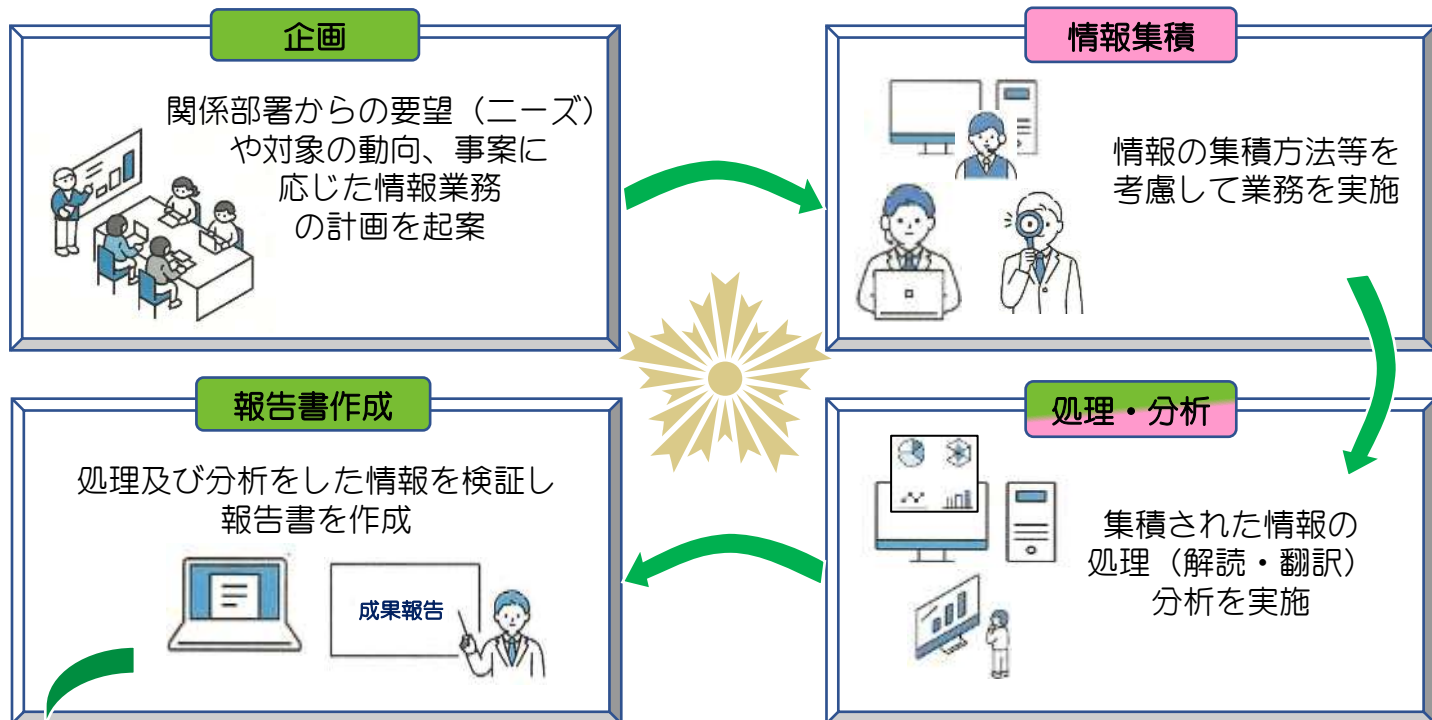 企画
関係部署からの要望（ニーズ）
や対象の動向、事案に
応じた情報業務
の計画を起案
情報集積
情報の集積方法等を
考慮して業務を実施
処理・分析
集積された情報の
処理（解読・翻訳）
分析を実施
報告書作成
処理及び分析をした情報を検証し
報告書を作成
成果報告